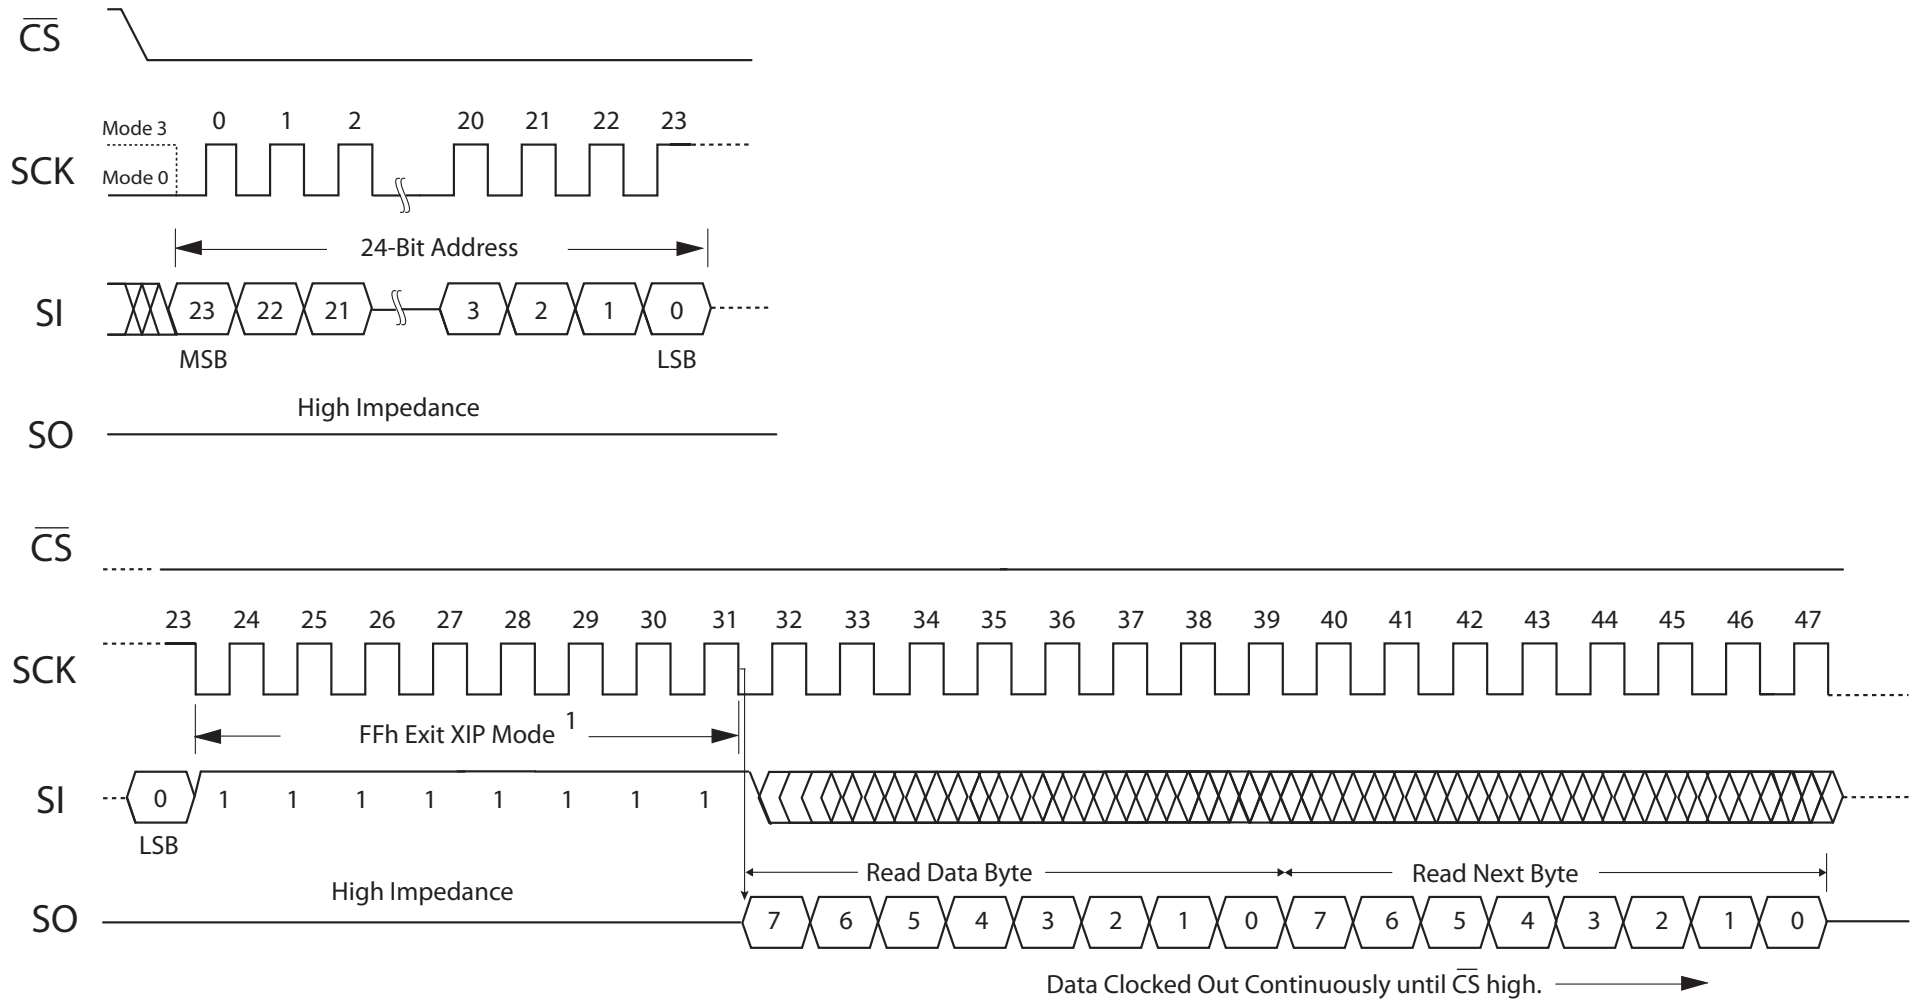 CS
Mode 3 0 1 2 20 21 22 23
SCK
Mode 0
24-Bit Address
SI 23 22 21 3 2 1 0
MSB LSB
High Impedance
SO
CS
23 24 25 26 27 28 29 30 31 32 33 34 35 36 37 38 39 40 41 42 43 44 45 46 47
SCK
FFh Exit XIP Mode 1
SI 0 1 1 1 1 1 1 1 1
LSB
Read Data Byte Read Next Byte
High Impedance
SO 7 6 5 4 3 2 1 0 7 6 5 4 3 2 1 0
Data Clocked Out Continuously until CS high.